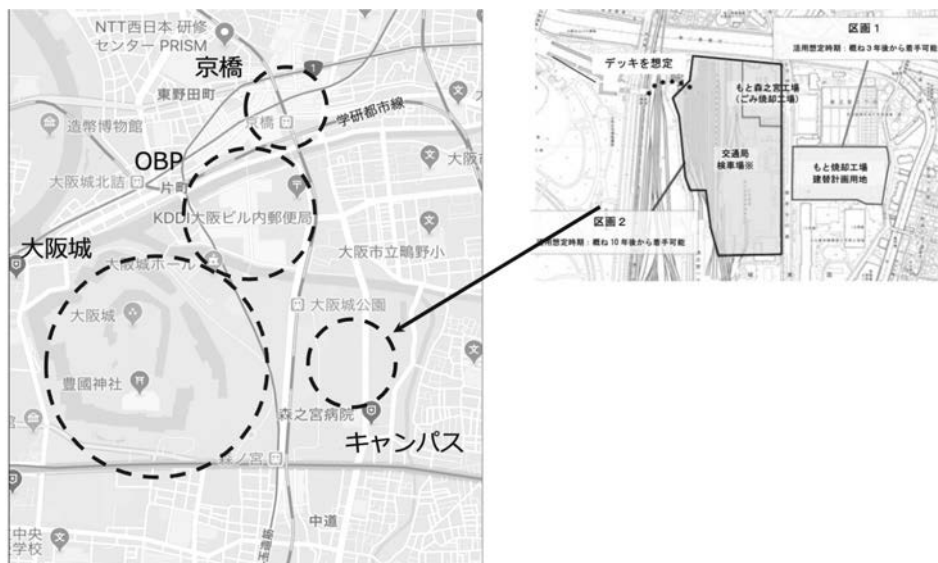 NTT西日本 研修
センター PRISM
京橋
1
東野田町
京橋
学研都市線
造幣博物館
OBP
大阪城北詰
片町
KDDI大阪ビル内郵便局
大阪市立鴫野小
大阪城
大阪城ホール
大阪城公園
大阪城
豊國神社
森之宮病院
キャンパス
森ノ宮
中道
中央
学校
区画1
活用想定時期：概ね3年後から着手可能
デッキを想定
もと森之宮工場
(ごみ焼却工場)
交通局
検車場※
もと焼却工場
建替計画用地
区画2
活用想定時期：概ね10年後から着手可能